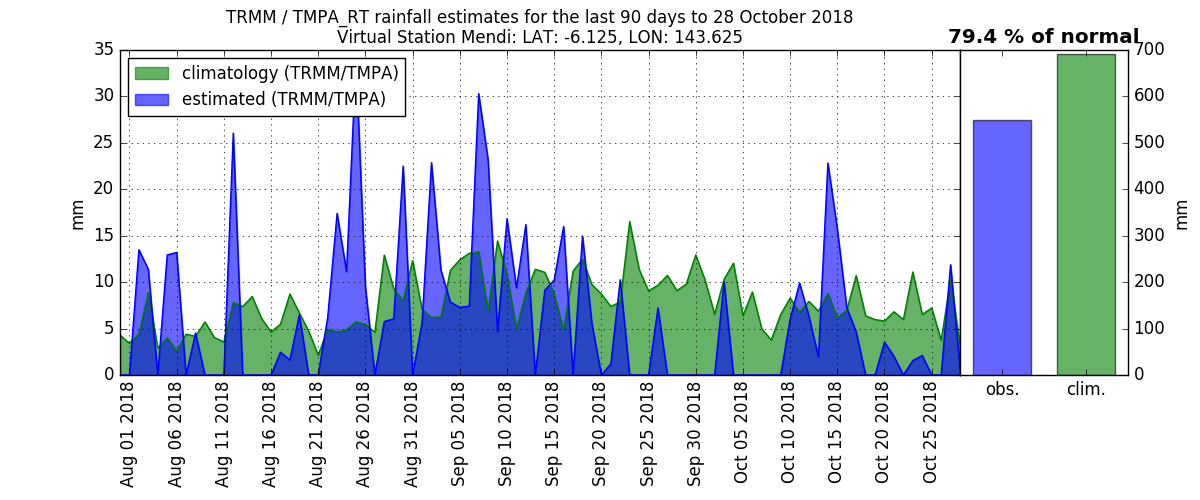 TRMM / TMPA_RT rainfall estimates for the last 90 days to 28 October 2018
Virtual Station Mendi: LAT: -6.125, LON: 143.625
79.4 % of normal
climatology (TRMM/TMPA)
estimated (TRMM/TMPA)
35
30
25
20
15
10
5
0
mm
700
600
500
400
300
200
100
0
mm
Aug 01 2018
Aug 06 2018
Aug 11 2018
Aug 16 2018
Aug 21 2018
Aug 26 2018
Aug 31 2018
Sep 05 2018
Sep 10 2018
Sep 15 2018
Sep 20 2018
Sep 25 2018
Sep 30 2018
Oct 05 2018
Oct 10 2018
Oct 15 2018
Oct 20 2018
Oct 25 2018
obs.
clim.